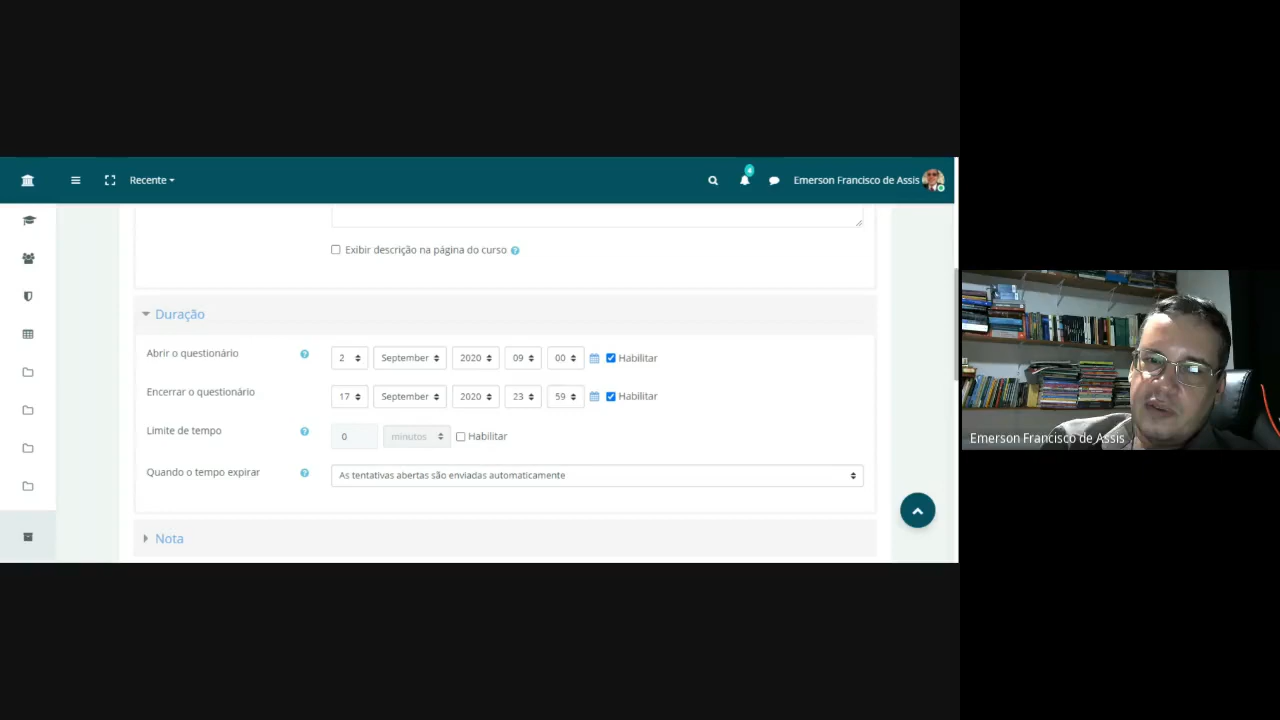 Recente
4
Emerson Francisco de Assis
Exibir descrição na página do curso ?
Duração
Abrir o questionário ? 2 September 2020 09 00 Habilitar
Encerrar o questionário 17 September 2020 23 59 Habilitar
Limite de tempo ? 0 minutos Habilitar
Quando o tempo expirar ? As tentativas abertas são enviadas automaticamente
Nota
Emerson Francisco de Assis